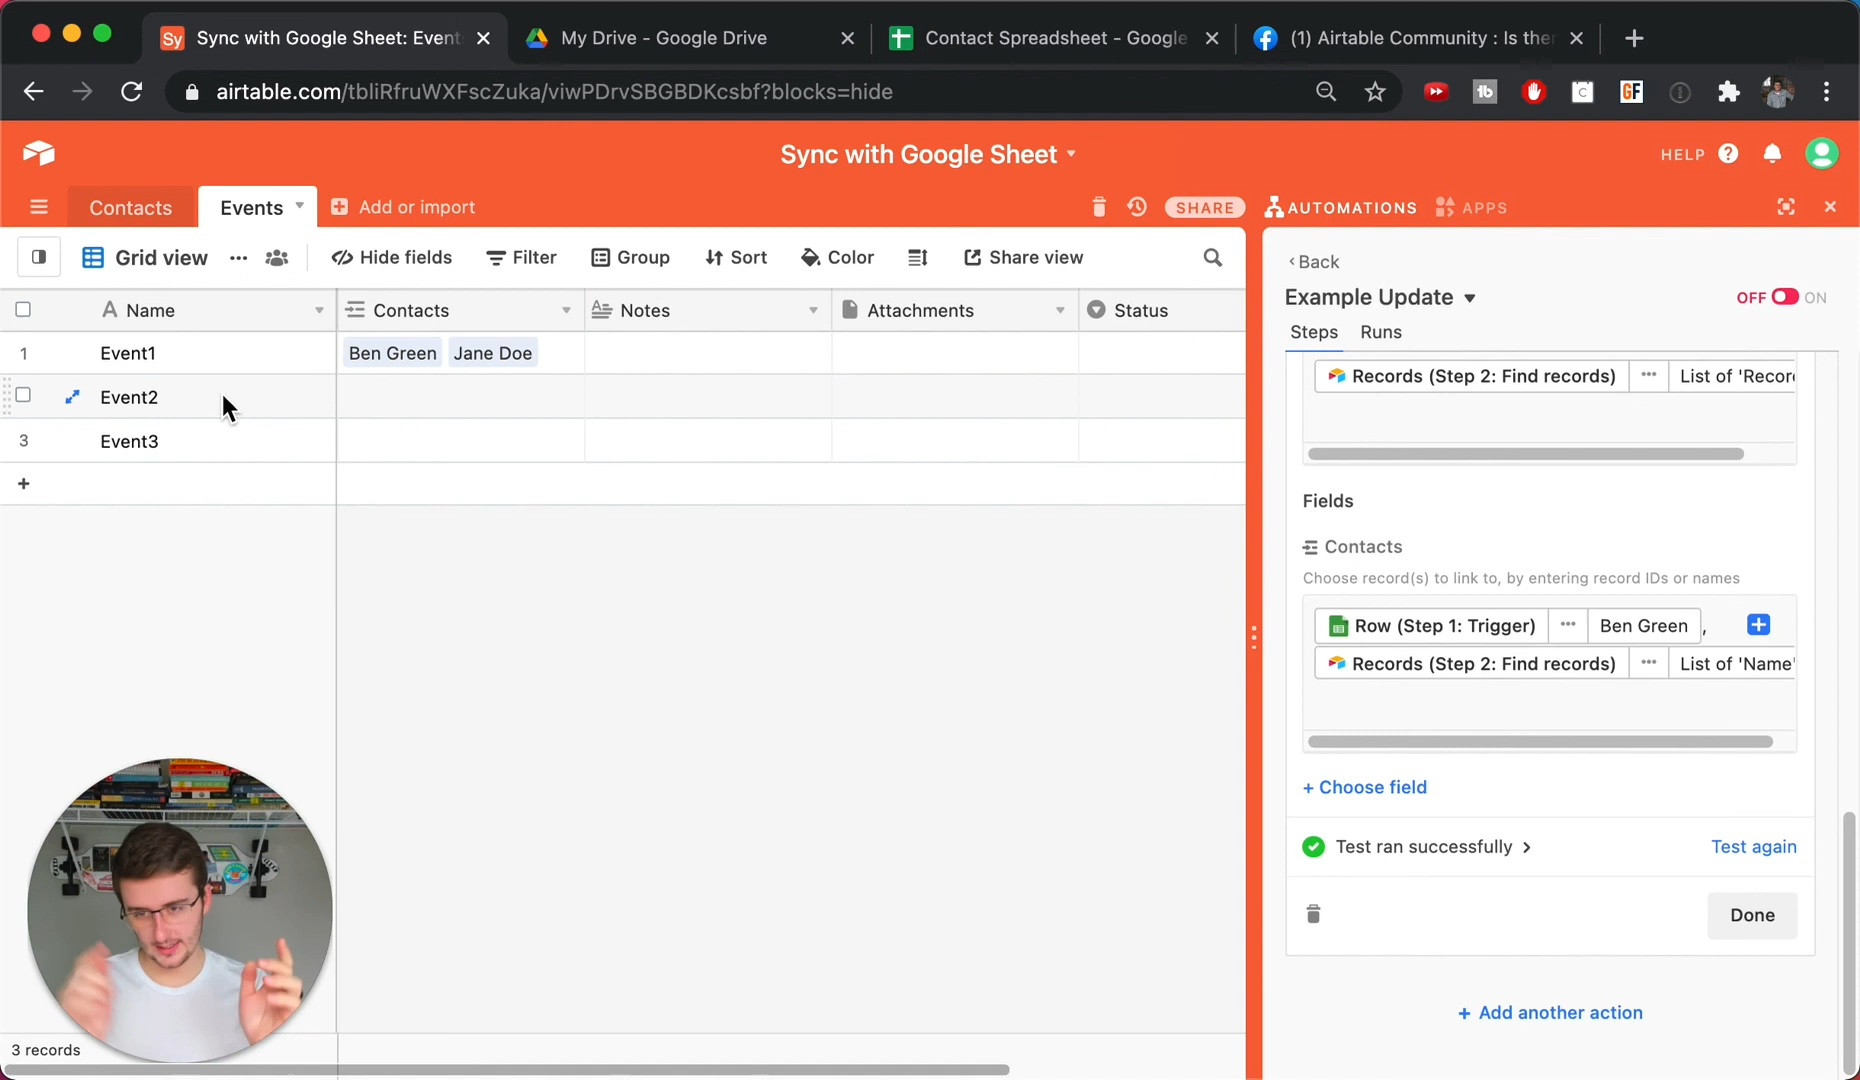 Sy Sync with Google Sheet: Event
My Drive - Google Drive
Contact Spreadsheet - Google
(1) Airtable Community : Is ther
airtable.com/tbliRfruWXFscZuka/viwPDrvSBGBDKcsbf?blocks=hide
tb
C
GF
Sync with Google Sheet
HELP
Contacts
Events
Add or import
SHARE
AUTOMATIONS
APPS
Grid view
Hide fields
Filter
Group
Sort
Color
Share view
Name
Contacts
Notes
Attachments
Status
1 Event1 Ben Green Jane Doe
Event2
3 Event3
+
3 records
Back
Example Update
OFF ON
Steps Runs
Records (Step 2: Find records) ... List of 'Recor
Fields
Contacts
Choose record(s) to link to, by entering record IDs or names
Row (Step 1: Trigger) ... Ben Green ,
Records (Step 2: Find records) ... List of 'Name'
+ Choose field
Test ran successfully
Test again
Done
+ Add another action